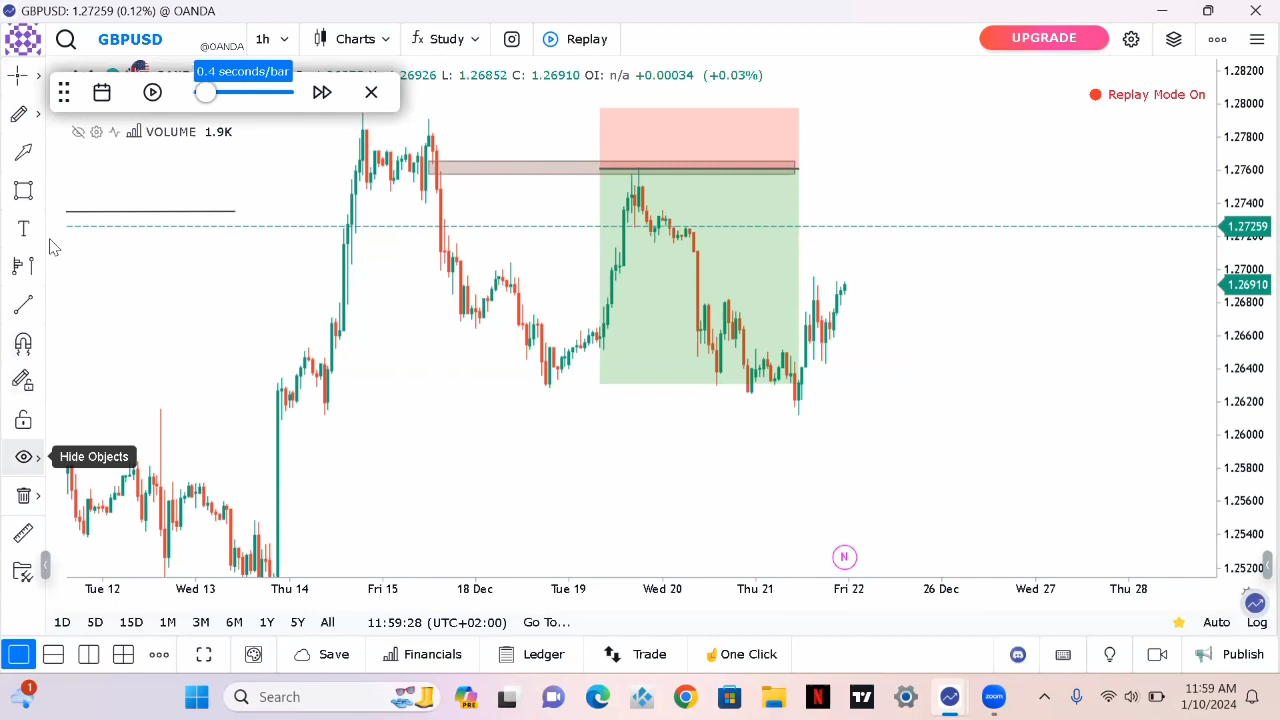 GBPUSD: 1.27259 (0.12%) @ OANDA
GBPUSD @OANDA 1h Charts fx Study Replay UPGRADE
0.4 seconds/bar
1.26926 L: 1.26852 C: 1.26910 OI: n/a +0.00034 (+0.03%)
Replay Mode On
VOLUME 1.9K
1.28200
1.28000
1.27800
1.27600
1.27400
1.27259
1.27000
1.26910
1.26800
1.26600
1.26400
1.26200
1.26000
1.25800
1.25600
1.25400
1.25200
T
Hide Objects
N
Tue 12 Wed 13 Thu 14 Fri 15 18 Dec Tue 19 Wed 20 Thu 21 Fri 22 26 Dec Wed 27 Thu 28
1D 5D 15D 1M 3M 6M 1Y 5Y All 11:59:28 (UTC+02:00) Go To... Auto Log
Save Financials Ledger Trade One Click Publish
1 Search PRE N zoom 11:59 AM
1/10/2024